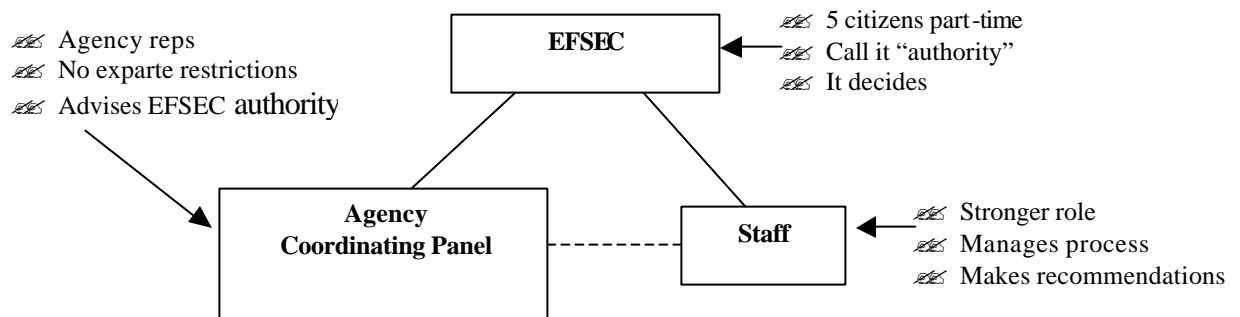 Agency reps
No exparte restrictions
Advises EFSEC authority
EFSEC
5 citizens part-time
Call it “authority”
It decides
Agency
Coordinating Panel
Staff
Stronger role
Manages process
Makes recommendations